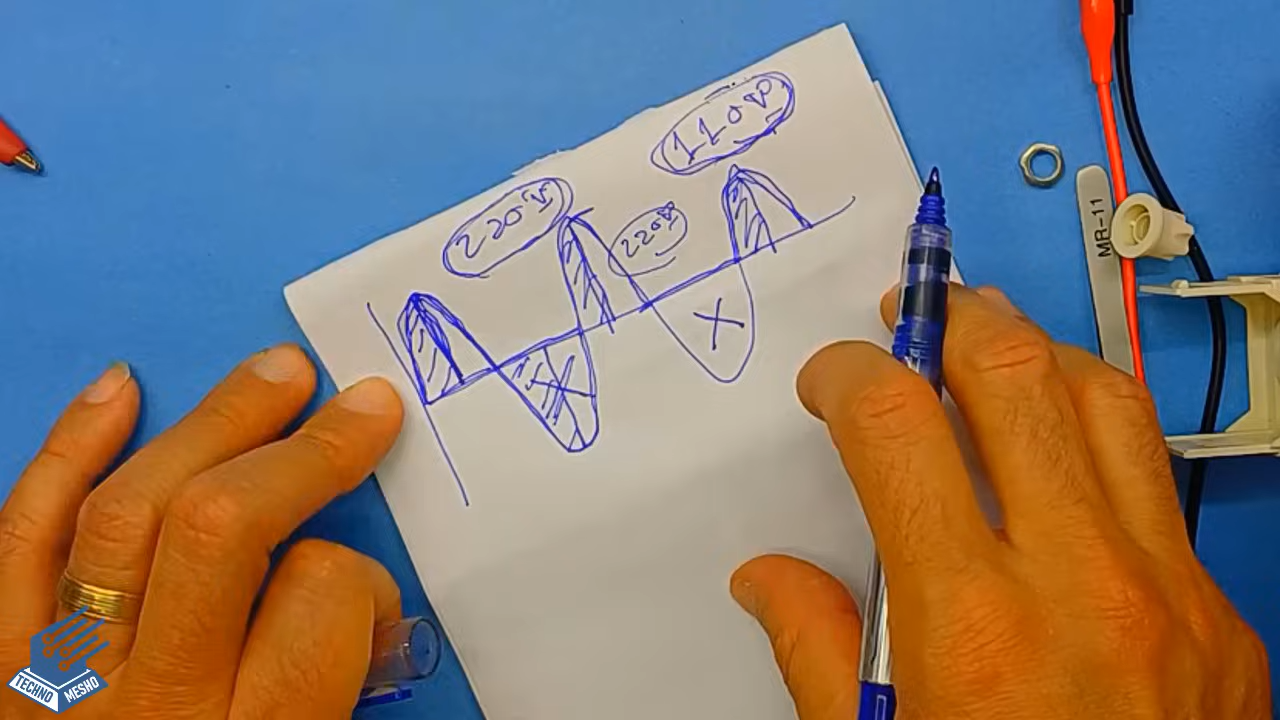 220v
220v
110v
X
X
MR-11
TECHNO
MESHO